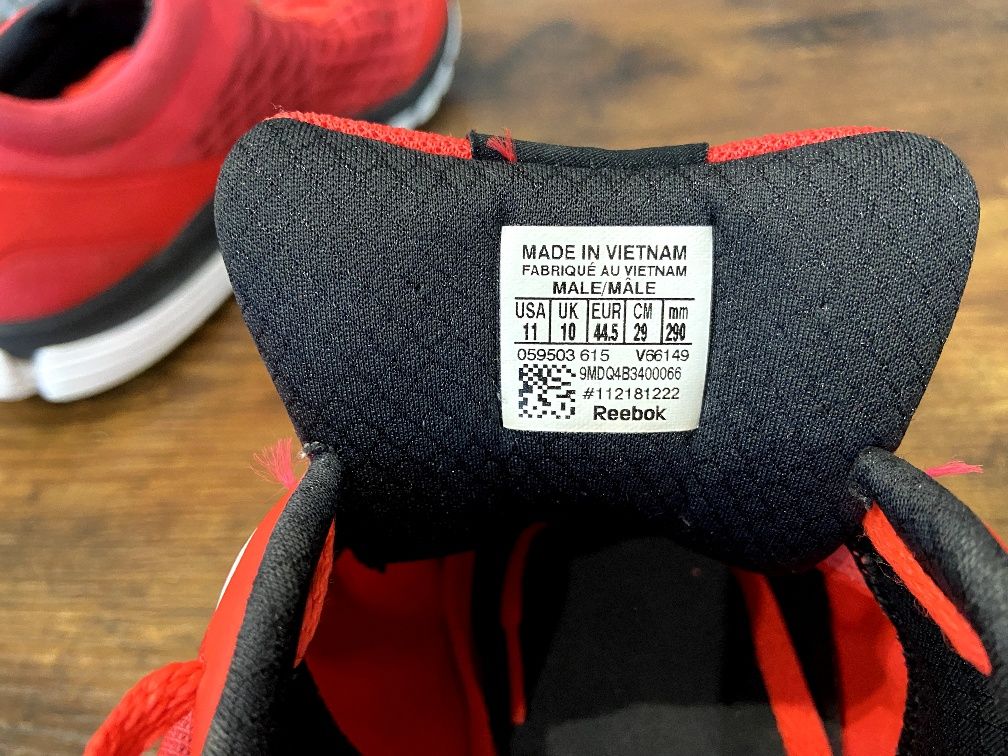 MADE IN VIETNAM
FABRIQUÉ AU VIETNAM
MALE/MÂLE
USA UK EUR CM mm
11 10 44.5 29 290
059503 615 V66149
9MDQ4B3400066
#112181222
Reebok